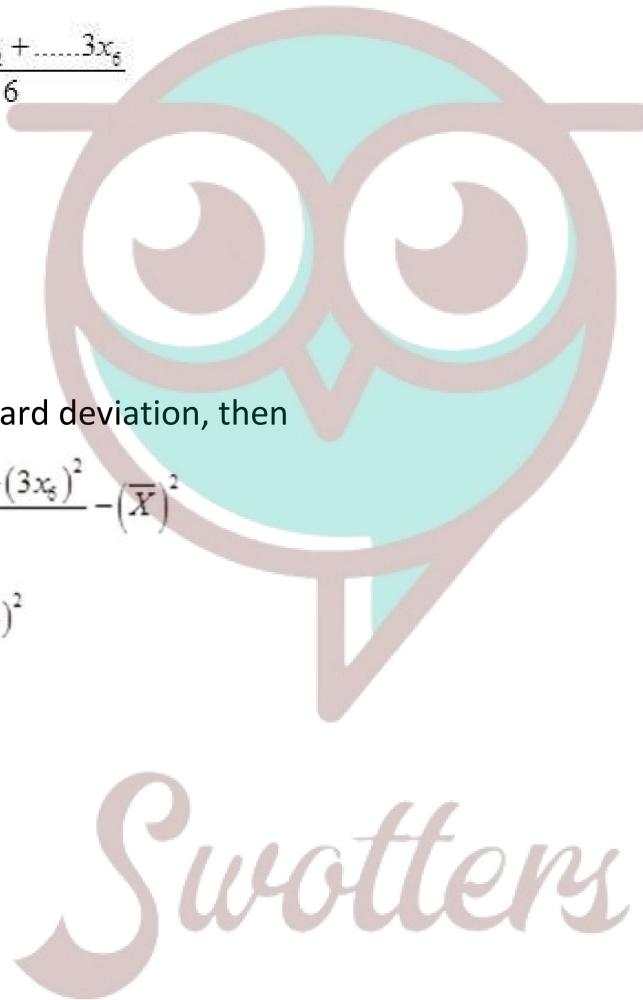 + ......3x₆
6
ard deviation, then
(3x₆)² − (X̅)²
)²
Swotters